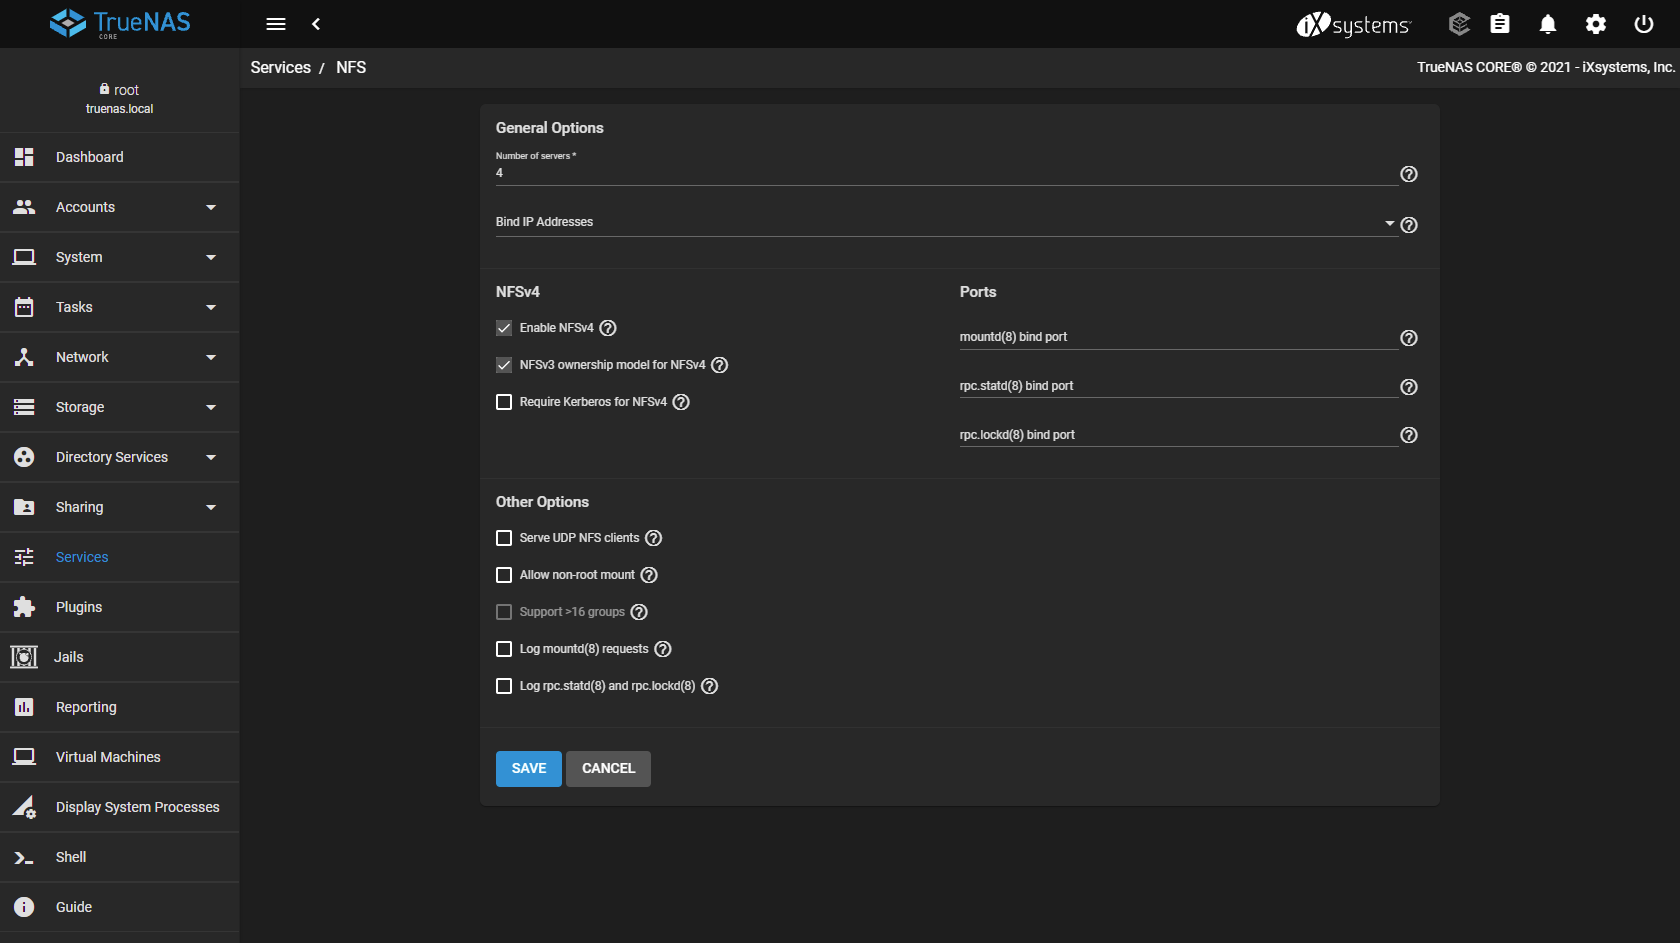 TrueNAS
CORE
iXsystems
Services / NFS
TrueNAS CORE® © 2021 - iXsystems, Inc.
root
truenas.local
Dashboard
Accounts
System
Tasks
Network
Storage
Directory Services
Sharing
Services
Plugins
Jails
Reporting
Virtual Machines
Display System Processes
Shell
Guide
General Options
Number of servers *
4
Bind IP Addresses
NFSv4
Enable NFSv4
NFSv3 ownership model for NFSv4
Require Kerberos for NFSv4
Ports
mountd(8) bind port
rpc.statd(8) bind port
rpc.lockd(8) bind port
Other Options
Serve UDP NFS clients
Allow non-root mount
Support >16 groups
Log mountd(8) requests
Log rpc.statd(8) and rpc.lockd(8)
SAVE
CANCEL